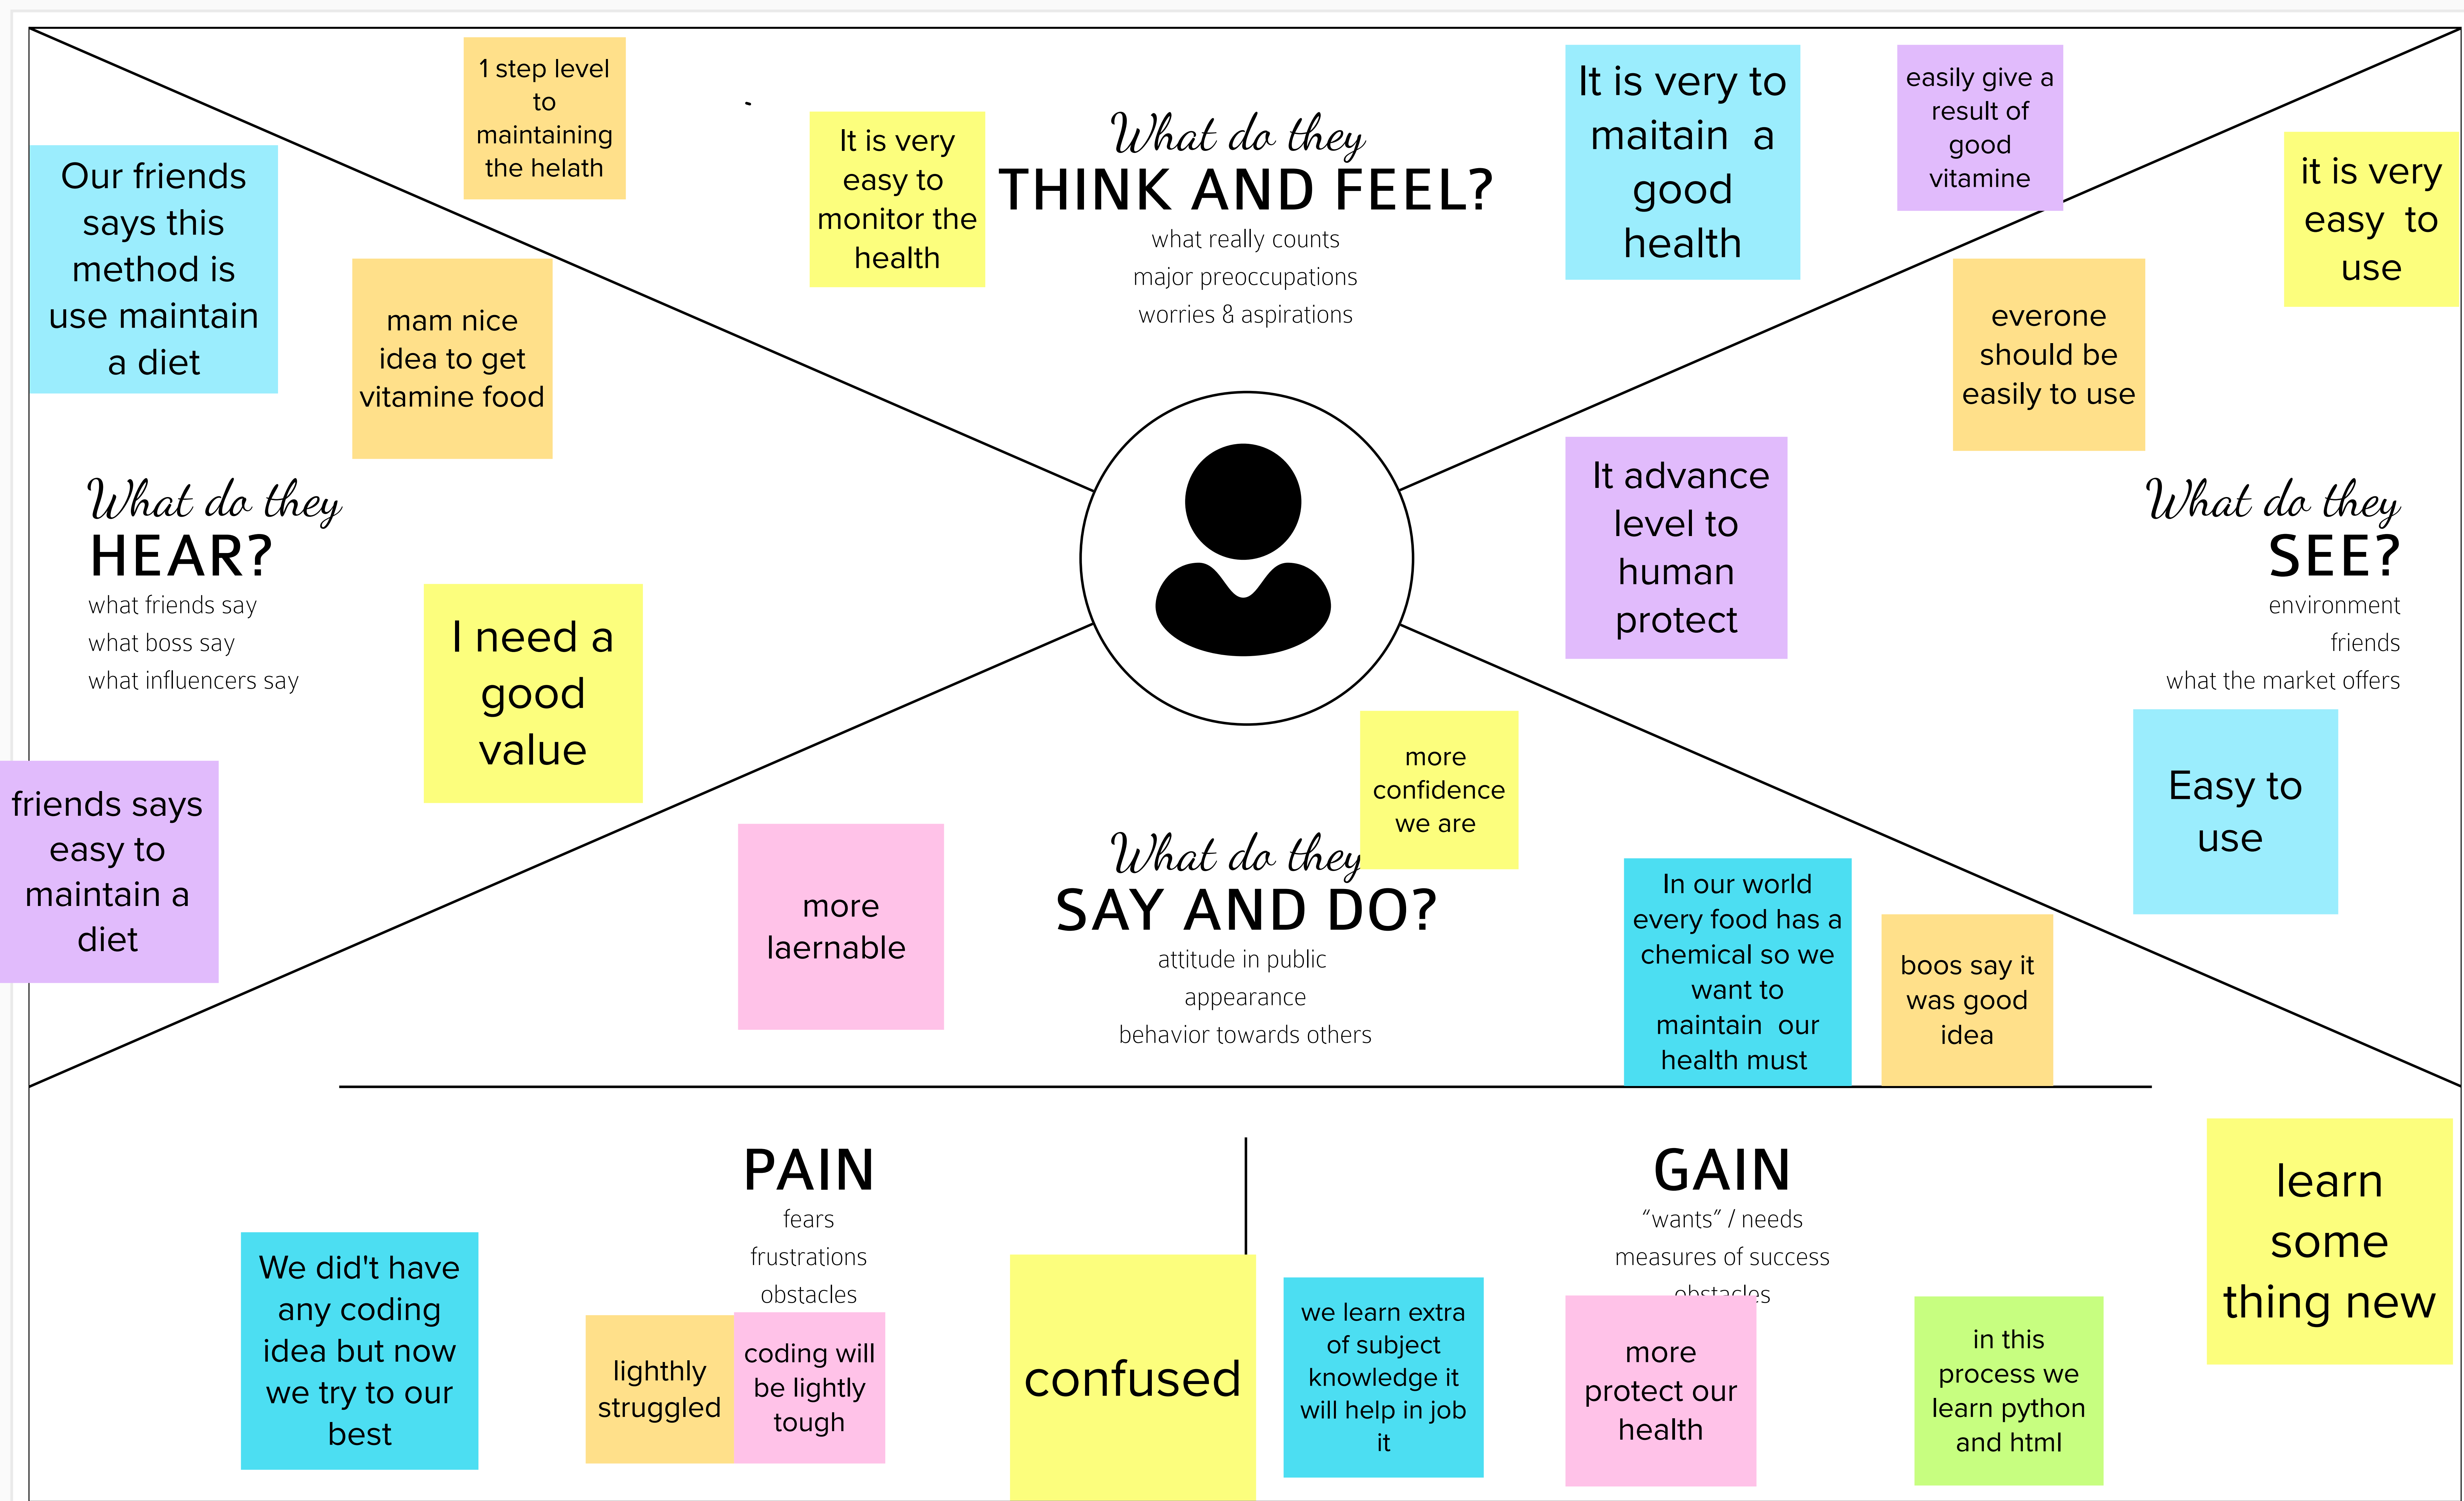 1 step level
to
maintaining
the helath
It is very
easy to
monitor the
health
What do they
THINK AND FEEL?
what really counts
major preoccupations
worries & aspirations
It is very to
maitain a
good
health
easily give a
result of
good
vitamine
Our friends
says this
method is
use maintain
a diet
mam nice
idea to get
vitamine food
What do they
HEAR?
what friends say
what boss say
what influencers say
I need a
good
value
friends says
easy to
maintain a
diet
it is very
easy to
use
everone
should be
easily to use
It advance
level to
human
protect
What do they
SEE?
environment
friends
what the market offers
Easy to
use
more
confidence
we are
What do they
SAY AND DO?
attitude in public
appearance
behavior towards others
more
laernable
In our world
every food has a
chemical so we
want to
maintain our
health must
boos say it
was good
idea
PAIN
fears
frustrations
obstacles
We did't have
any coding
idea but now
we try to our
best
lighthly
struggled
coding will
be lightly
tough
confused
GAIN
“wants” / needs
measures of success
obstacles
we learn extra
of subject
knowledge it
will help in job
it
more
protect our
health
in this
process we
learn python
and html
learn
some
thing new